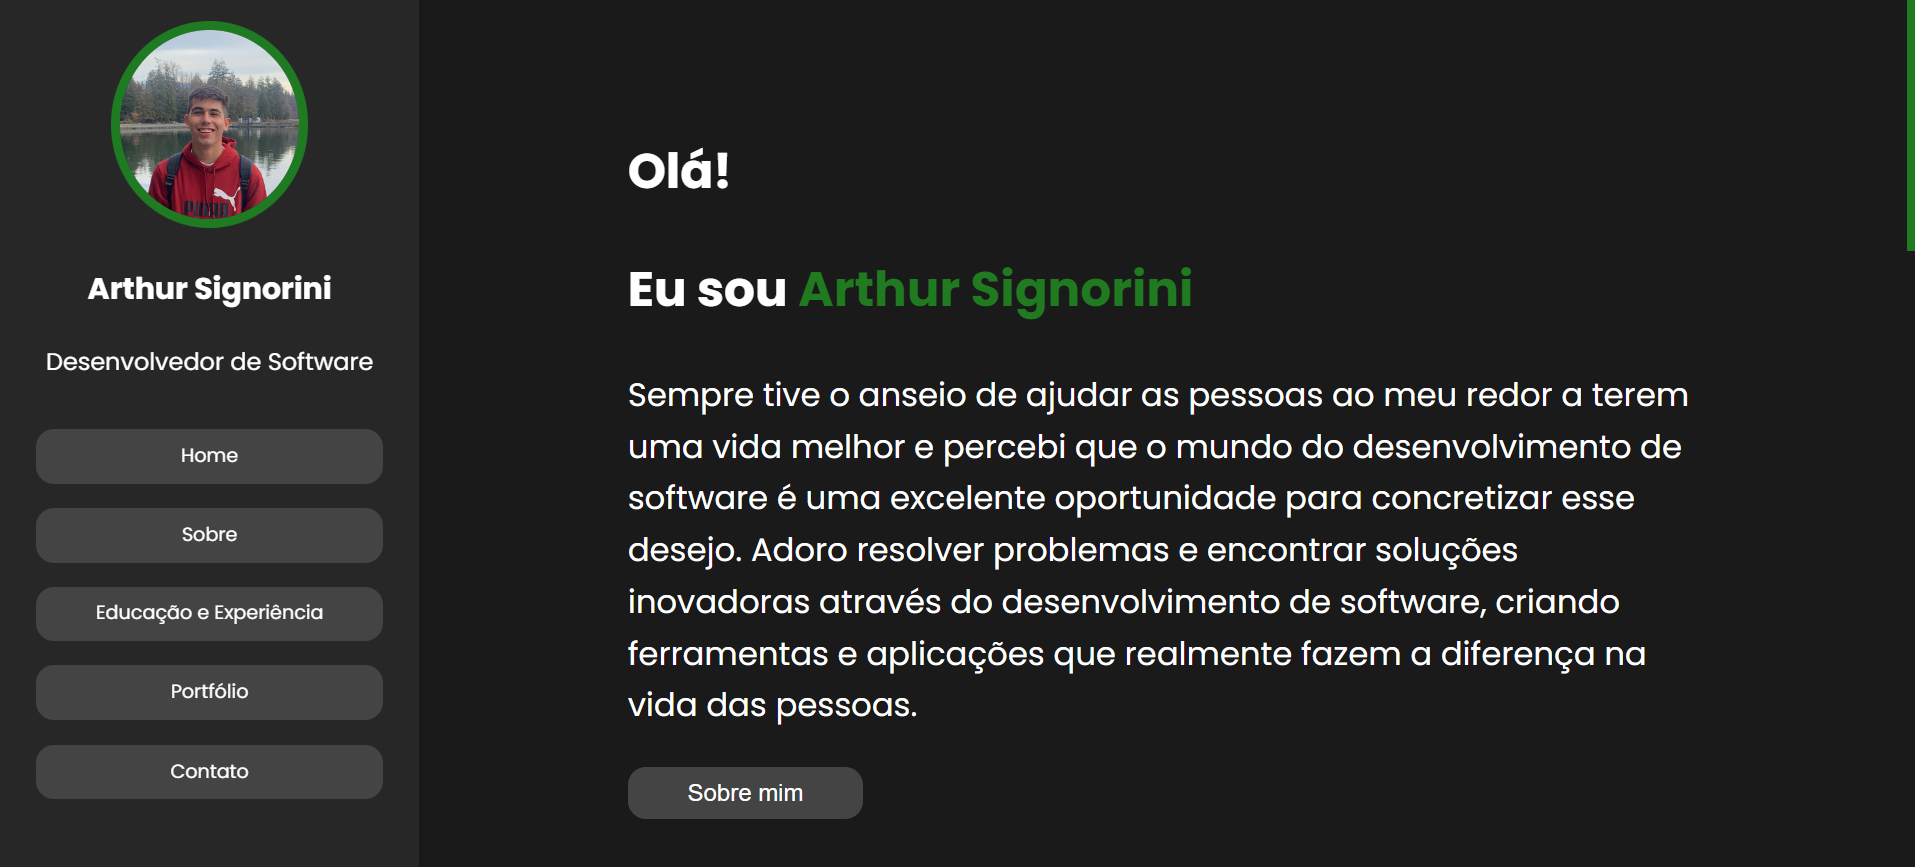 Arthur Signorini
Desenvolvedor de Software
Home
Sobre
Educação e Experiência
Portfólio
Contato
Olá!
Eu sou Arthur Signorini
Sempre tive o anseio de ajudar as pessoas ao meu redor a terem
uma vida melhor e percebi que o mundo do desenvolvimento de
software é uma excelente oportunidade para concretizar esse
desejo. Adoro resolver problemas e encontrar soluções
inovadoras através do desenvolvimento de software, criando
ferramentas e aplicações que realmente fazem a diferença na
vida das pessoas.
Sobre mim